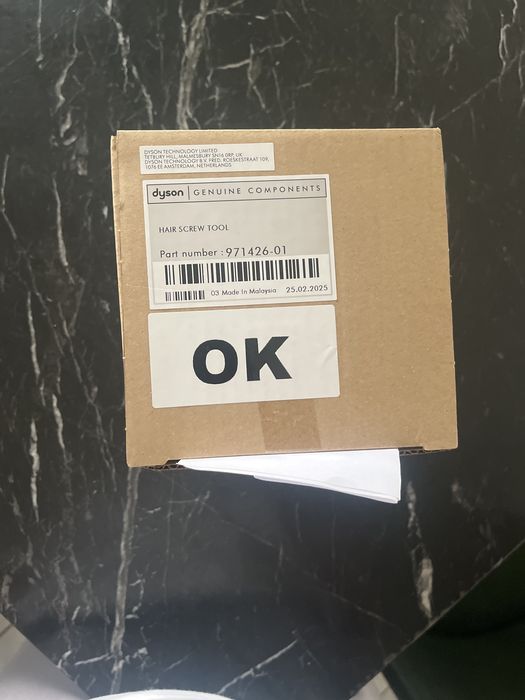 DYSON TECHNOLOGY LIMITED
TETBURY HILL, MALMESBURY SN16 0RP, UK
DYSON TECHNOLOGY B.V. FRED. ROESKESTRAAT 109,
1076 EE AMSTERDAM, NETHERLANDS
dyson | GENUINE COMPONENTS
HAIR SCREW TOOL
Part number : 971426-01
03 Made In Malaysia 25.02.2025
OK